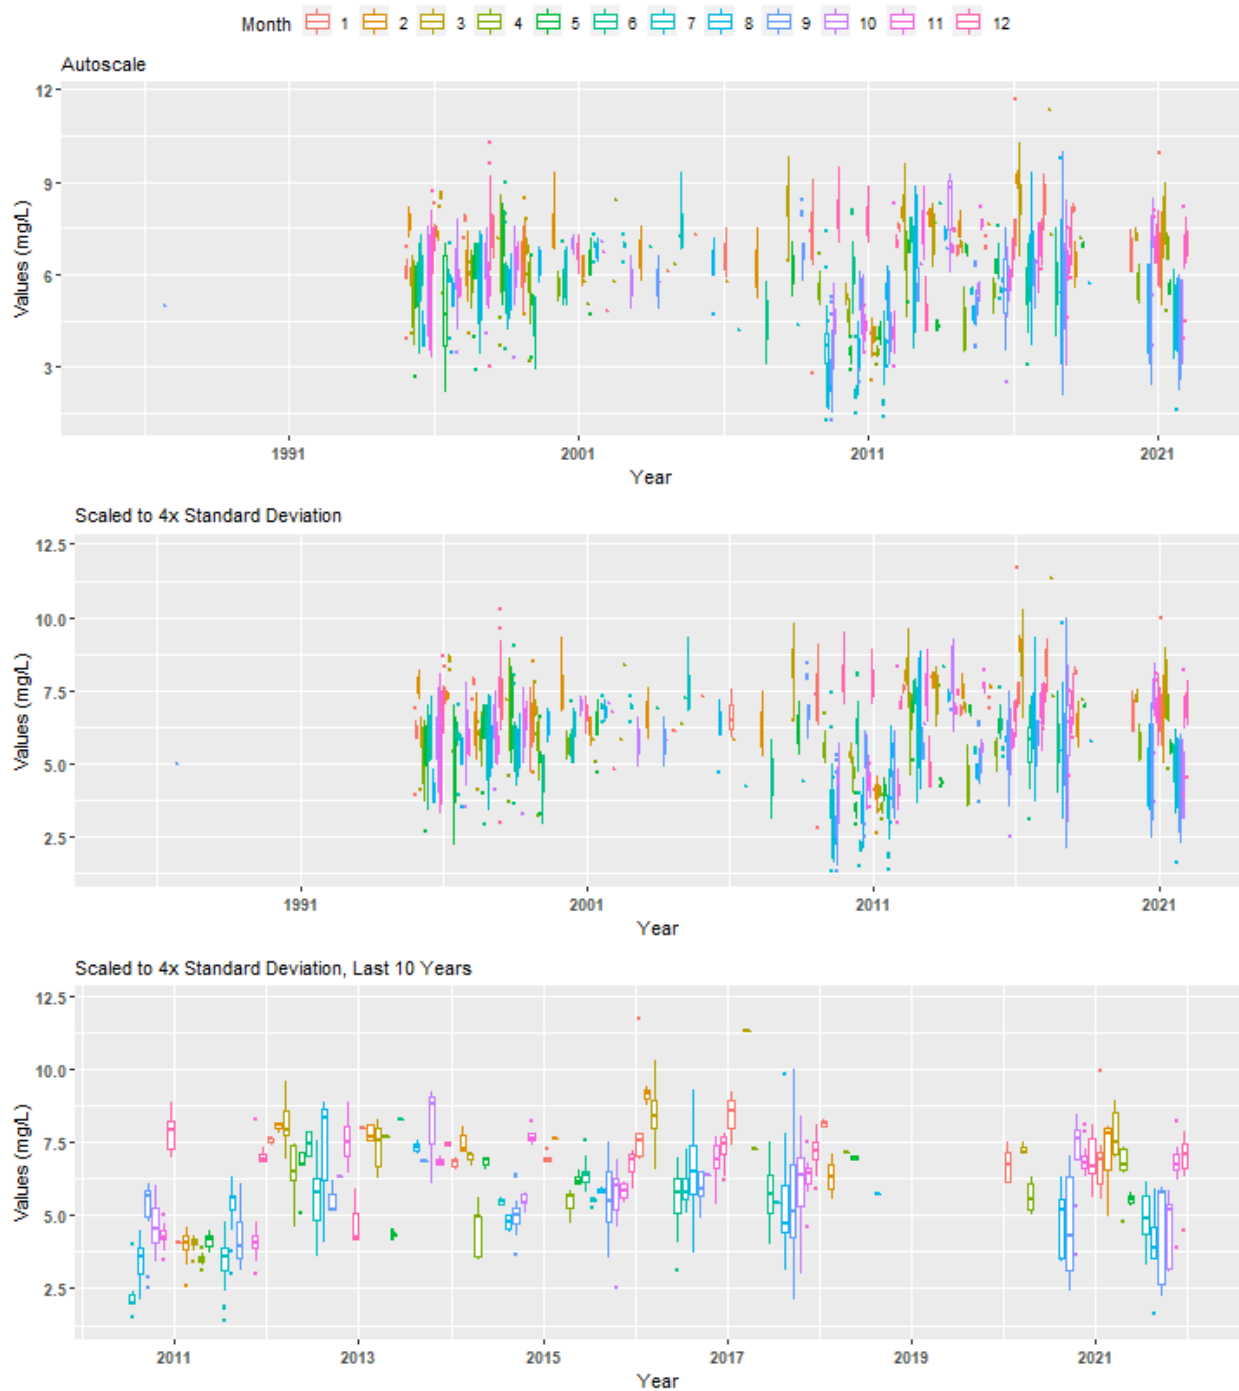 Month 1 2 3 4 5 6 7 8 9 10 11 12
Autoscale
12
9
6
3
Values (mg/L)
1991 2001 2011 2021
Year
Scaled to 4x Standard Deviation
12.5
10.0
7.5
5.0
2.5
Values (mg/L)
1991 2001 2011 2021
Year
Scaled to 4x Standard Deviation, Last 10 Years
12.5
10.0
7.5
5.0
2.5
Values (mg/L)
2011 2013 2015 2017 2019 2021
Year